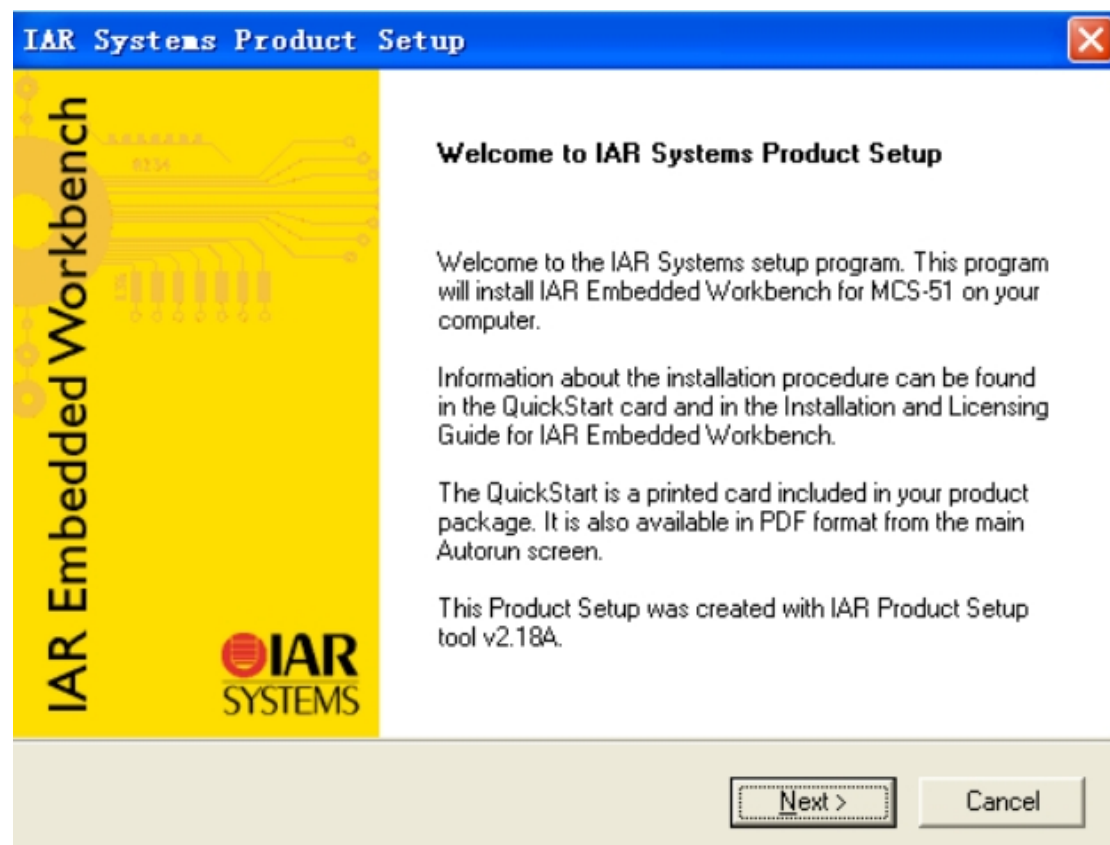 IAR Systems Product Setup
IAR Embedded Workbench
8234
IAR
SYSTEMS
Welcome to IAR Systems Product Setup
Welcome to the IAR Systems setup program. This program
will install IAR Embedded Workbench for MCS-51 on your
computer.
Information about the installation procedure can be found
in the QuickStart card and in the Installation and Licensing
Guide for IAR Embedded Workbench.
The QuickStart is a printed card included in your product
package. It is also available in PDF format from the main
Autorun screen.
This Product Setup was created with IAR Product Setup
tool v2.18A.
Next >
Cancel